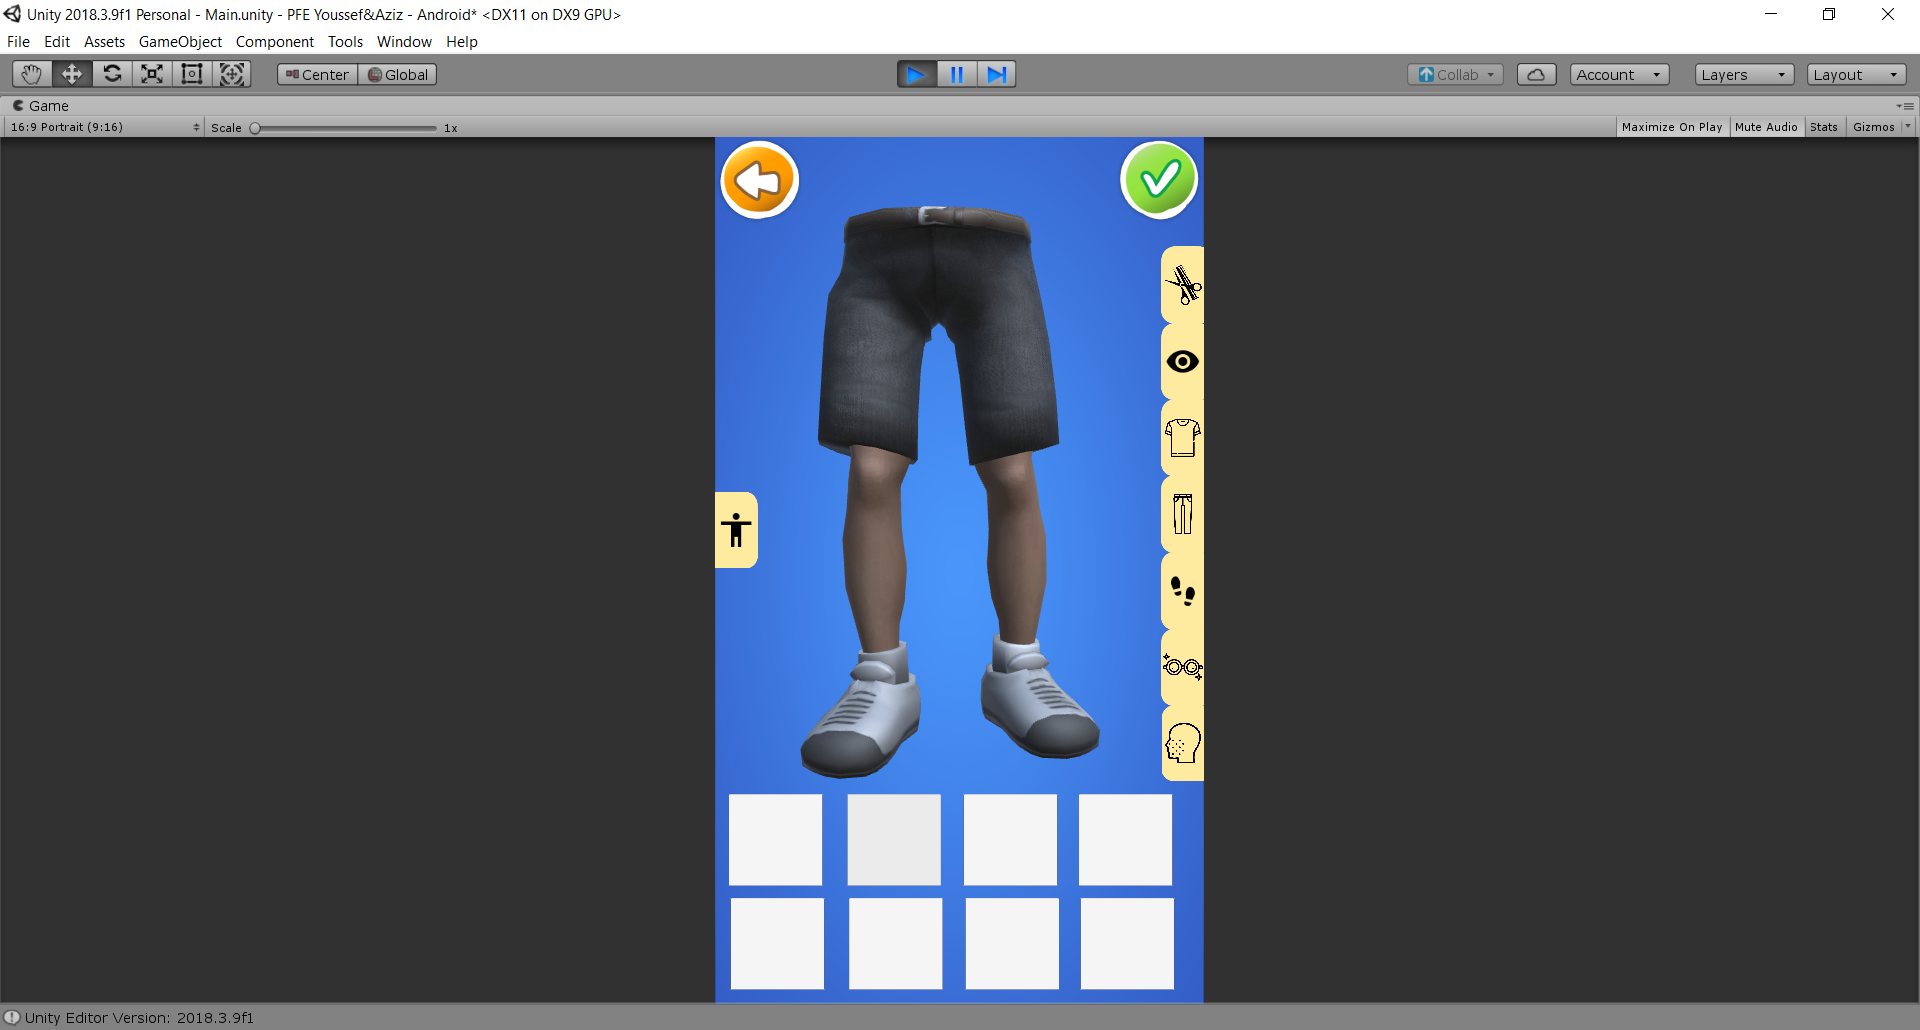 Unity 2018.3.9f1 Personal - Main.unity - PFE Youssef&Aziz - Android* <DX11 on DX9 GPU>
File Edit Assets GameObject Component Tools Window Help
Center Global Collab Account Layers Layout
Game
16:9 Portrait (9:16) Scale 1x Maximize On Play Mute Audio Stats Gizmos
Unity Editor Version: 2018.3.9f1